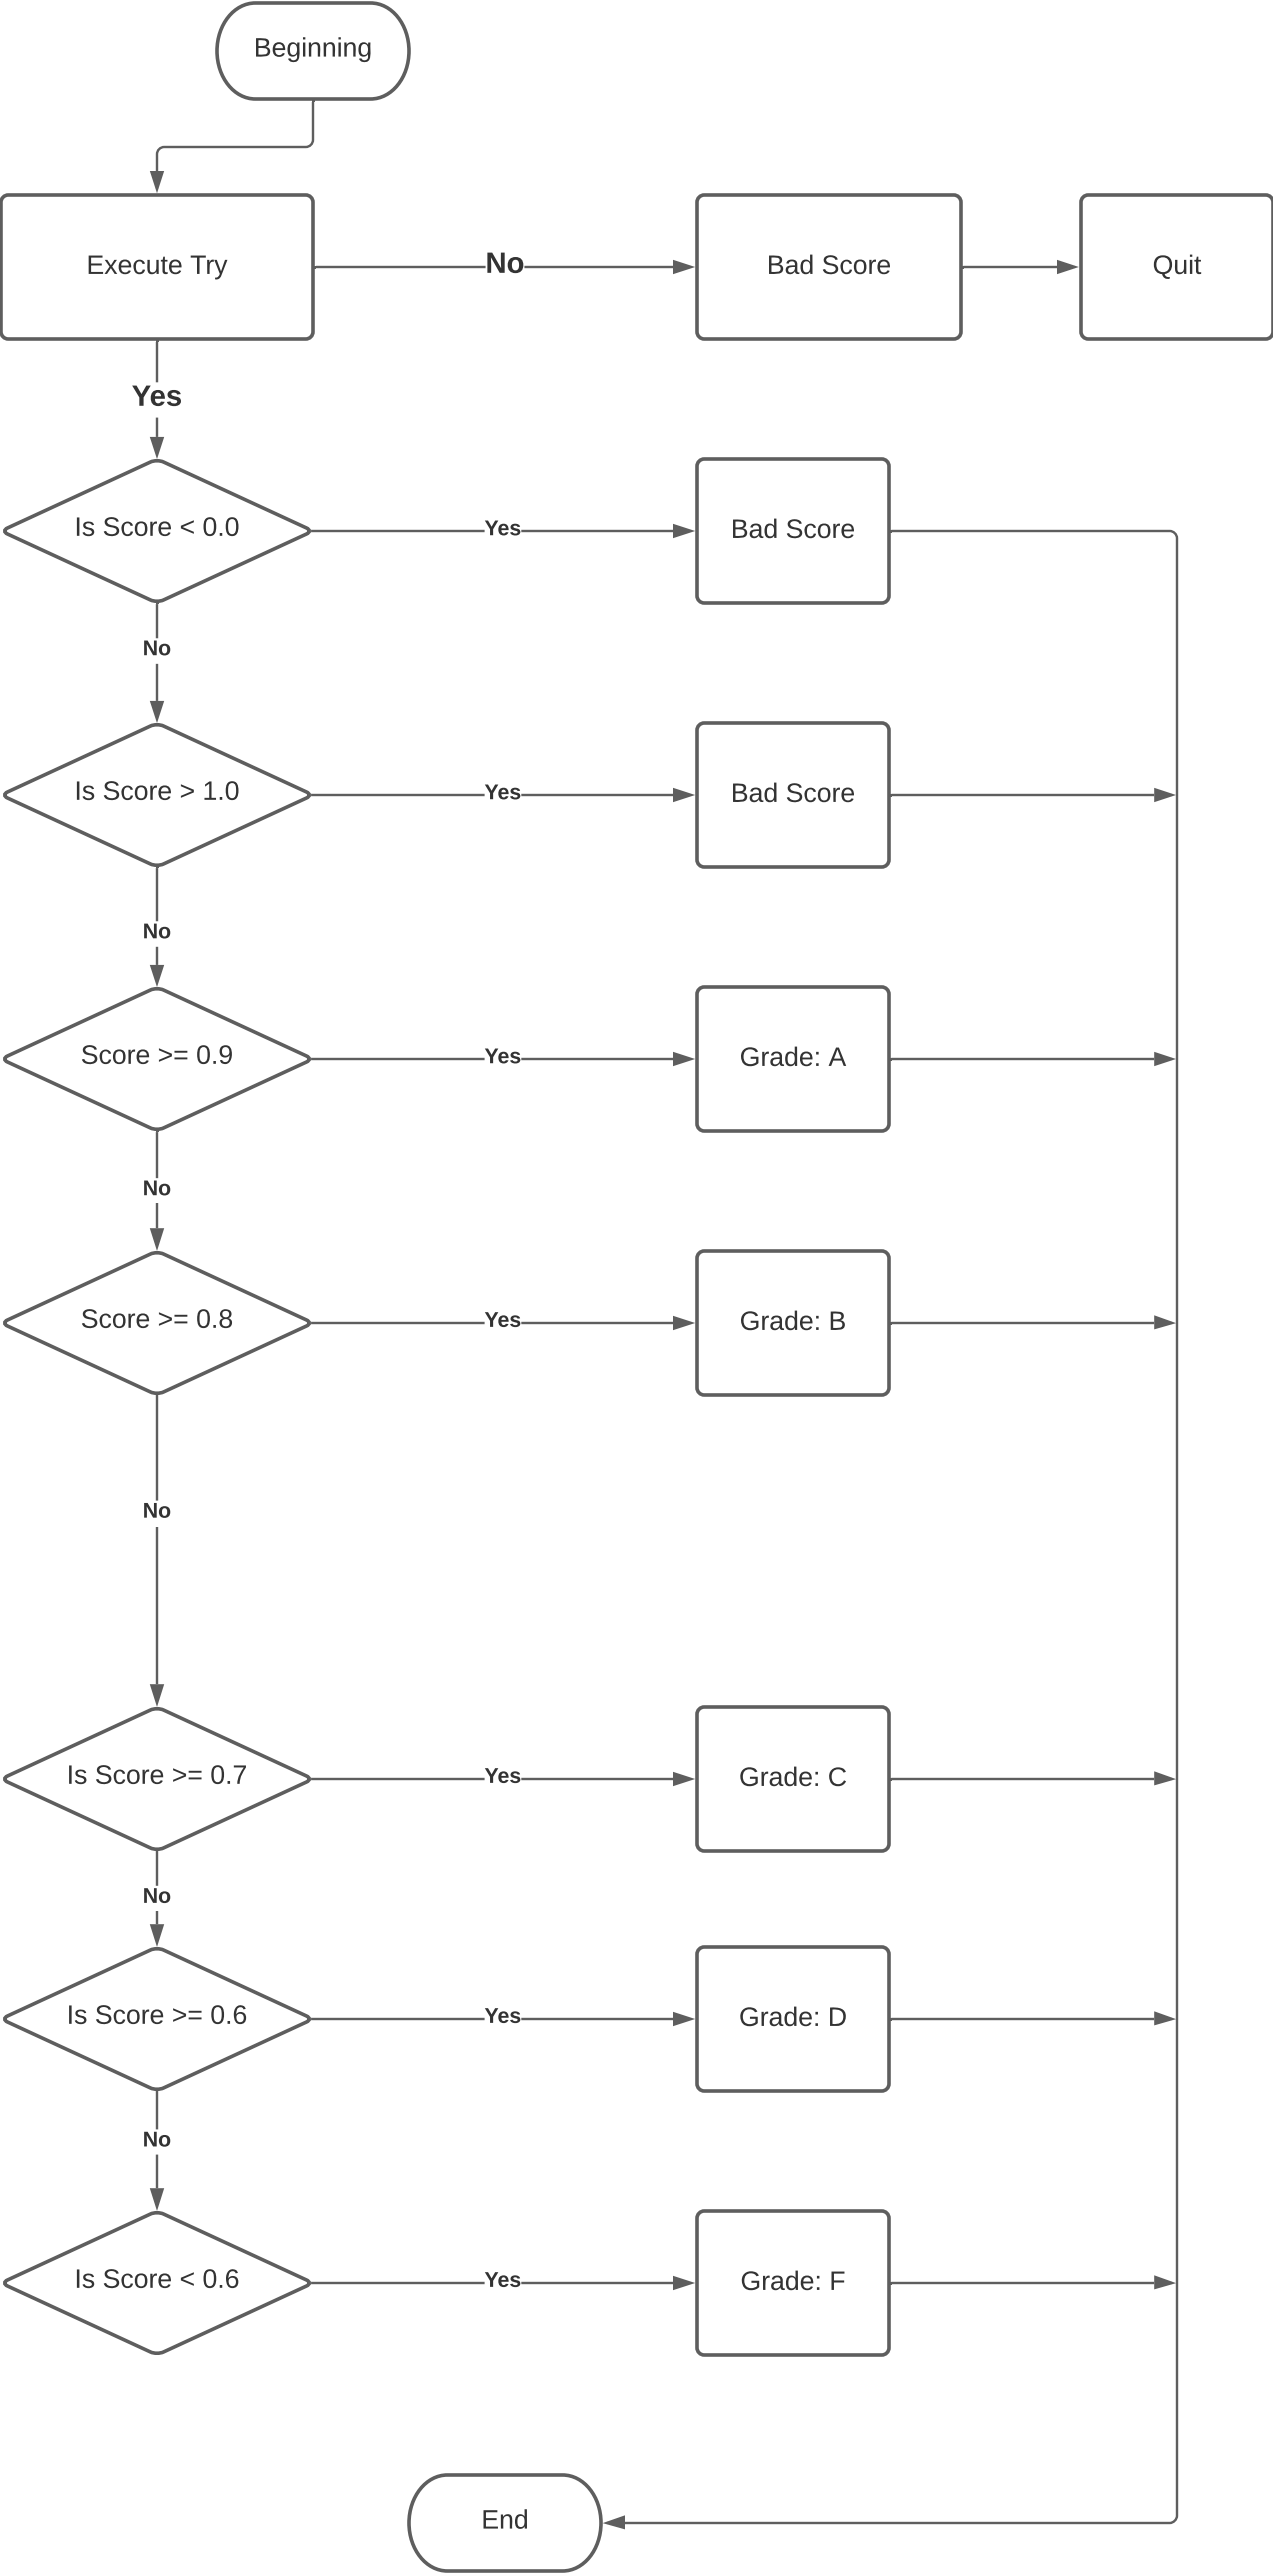 Beginning
Execute Try
No
Bad Score
Quit
Yes
Is Score < 0.0
Yes
Bad Score
No
Is Score > 1.0
Yes
Bad Score
No
Score >= 0.9
Yes
Grade: A
No
Score >= 0.8
Yes
Grade: B
No
Is Score >= 0.7
Yes
Grade: C
No
Is Score >= 0.6
Yes
Grade: D
No
Is Score < 0.6
Yes
Grade: F
End